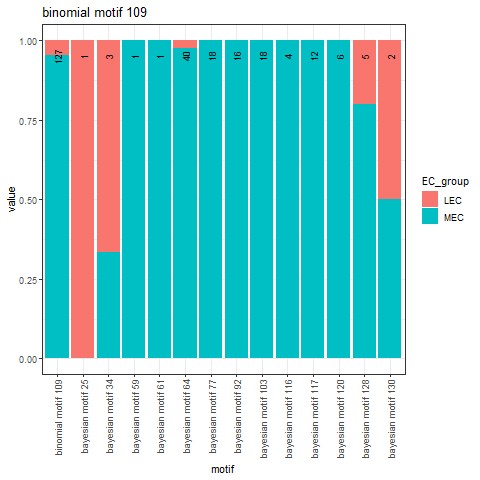 binomial motif 109
1.00
0.75
0.50
0.25
0.00
value
127
1
3
1
1
40
18
16
18
4
12
6
5
2
binomial motif 109
bayesian motif 25
bayesian motif 34
bayesian motif 59
bayesian motif 61
bayesian motif 64
bayesian motif 77
bayesian motif 92
bayesian motif 103
bayesian motif 116
bayesian motif 117
bayesian motif 120
bayesian motif 128
bayesian motif 130
motif
EC_group
LEC
MEC